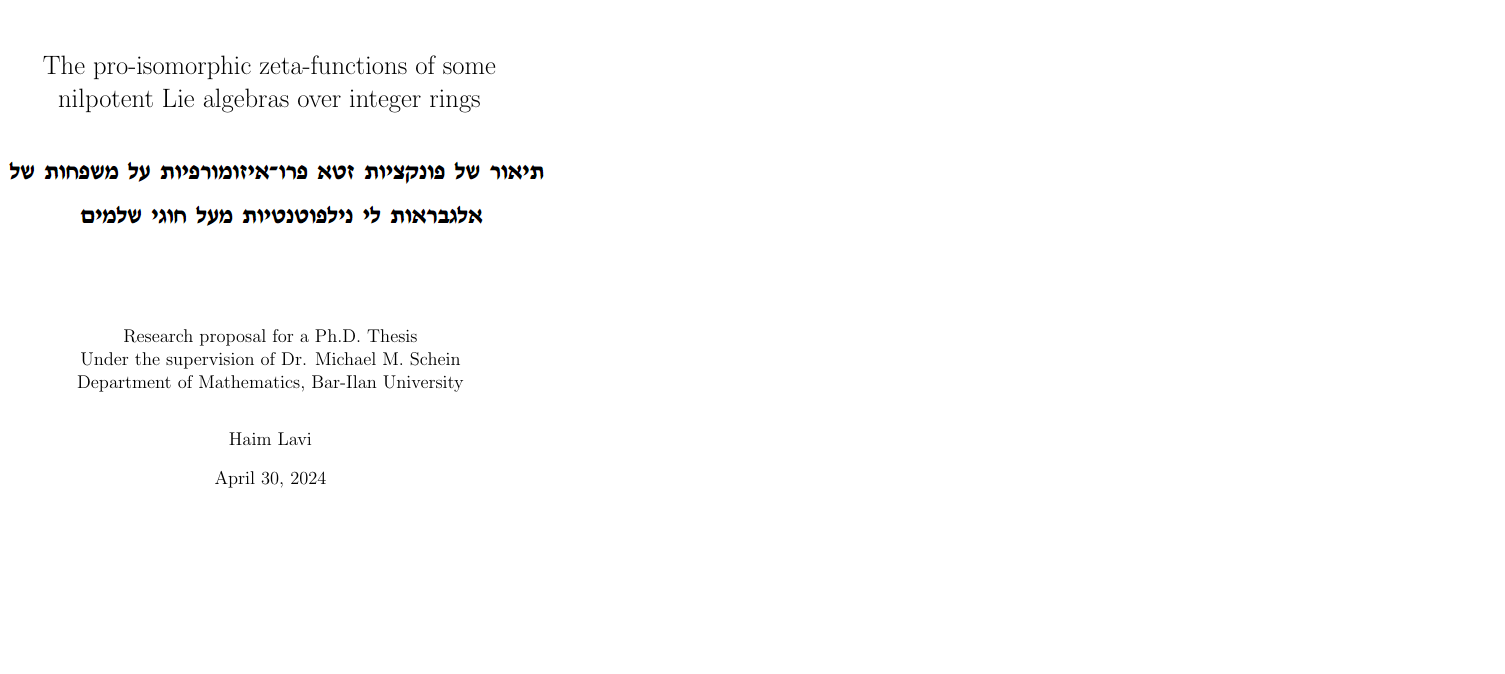 The pro-isomorphic zeta-functions of some
nilpotent Lie algebras over integer rings
תיאור של פונקציות זטא פרו־איזומורפיות על משפחות של
אלגבראות לי נילפוטנטיות מעל חוגי שלמים
Research proposal for a Ph.D. Thesis
Under the supervision of Dr. Michael M. Schein
Department of Mathematics, Bar-Ilan University
Haim Lavi
April 30, 2024